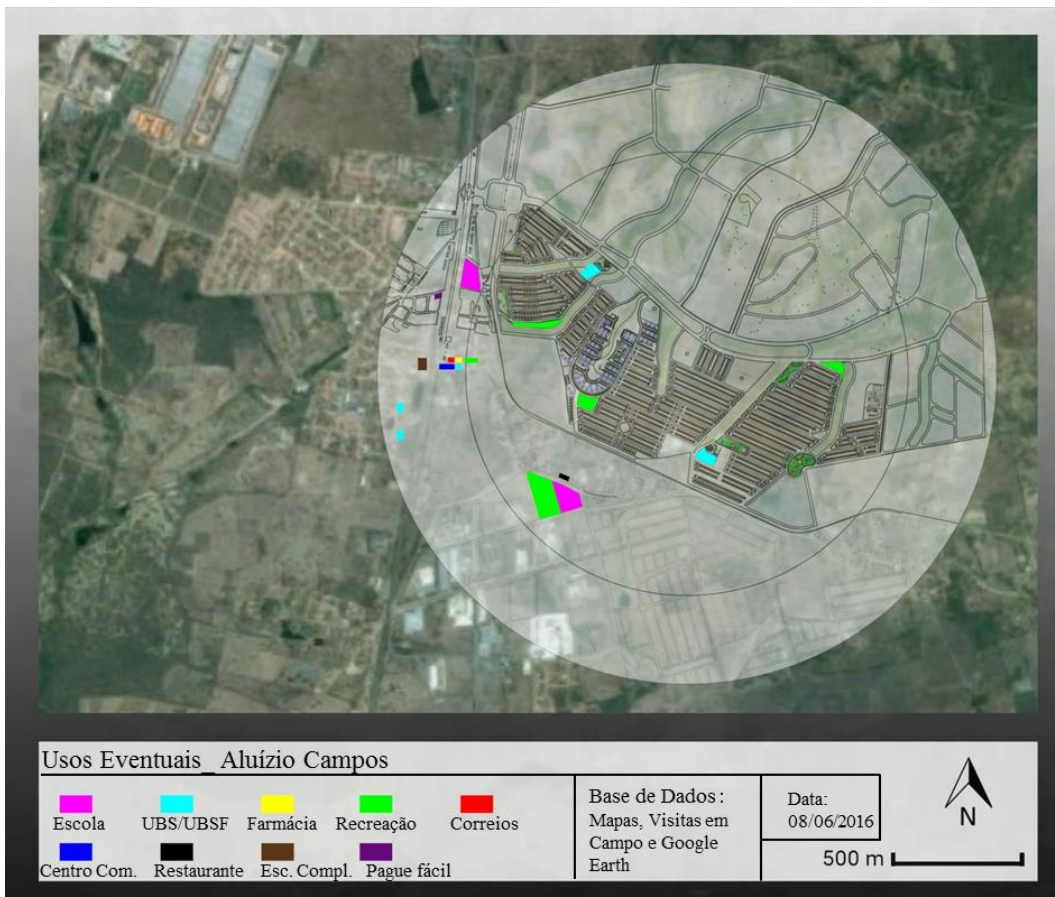 Usos Eventuais_ Aluízio Campos
Escola
UBS/UBSF
Farmácia
Recreação
Correios
Centro Com.
Restaurante
Esc. Compl.
Pague fácil
Base de Dados :
Mapas, Visitas em
Campo e Google
Earth
Data:
08/06/2016
N
500 m